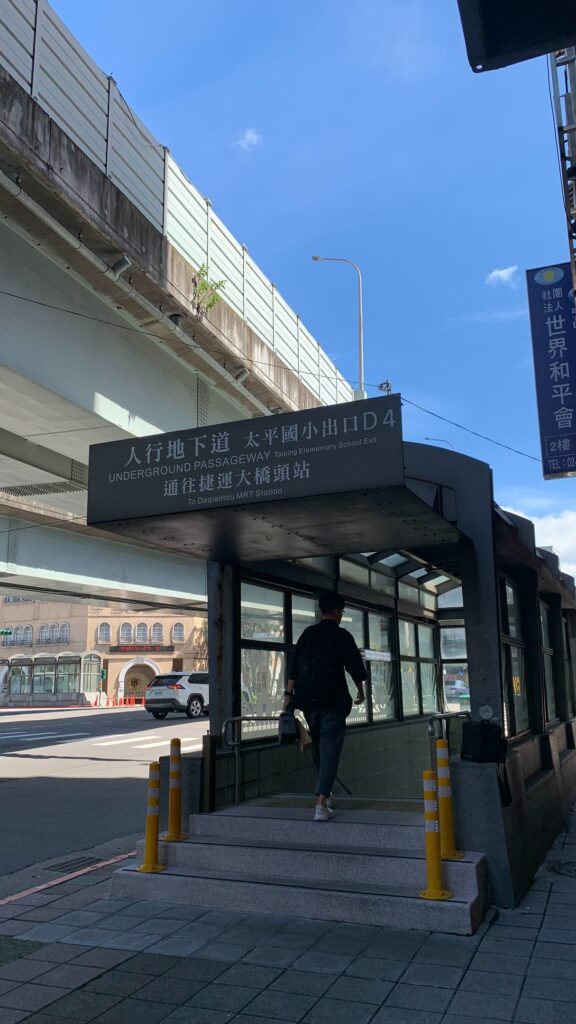 人行地下道 太平國小出口D4
UNDERGROUND PASSAGEWAY Taiping Elementary School Exit
通往捷運大橋頭站
To Daqiaotou MRT Station
社團
法人
世界和平會
2樓
TEL:02